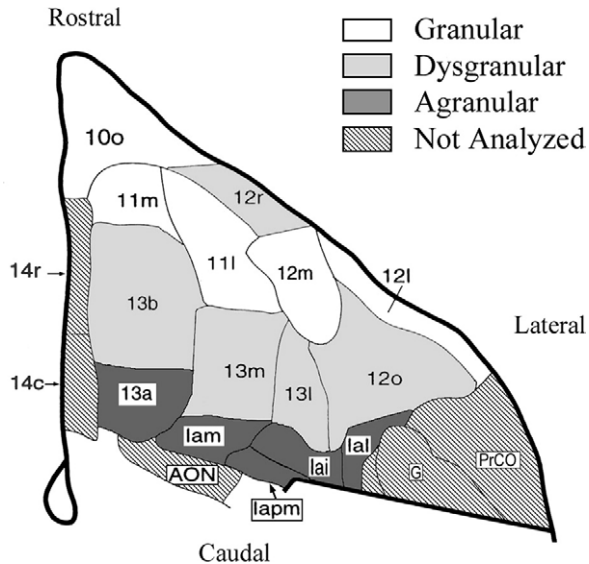 Rostral
Granular
Dysgranular
Agranular
Not Analyzed
10o
11m
12r
14r
11l
12m
12l
13b
Lateral
14c
13a
13m
13l
12o
Iam
Iai
Ial
AON
G
PrCO
Iapm
Caudal